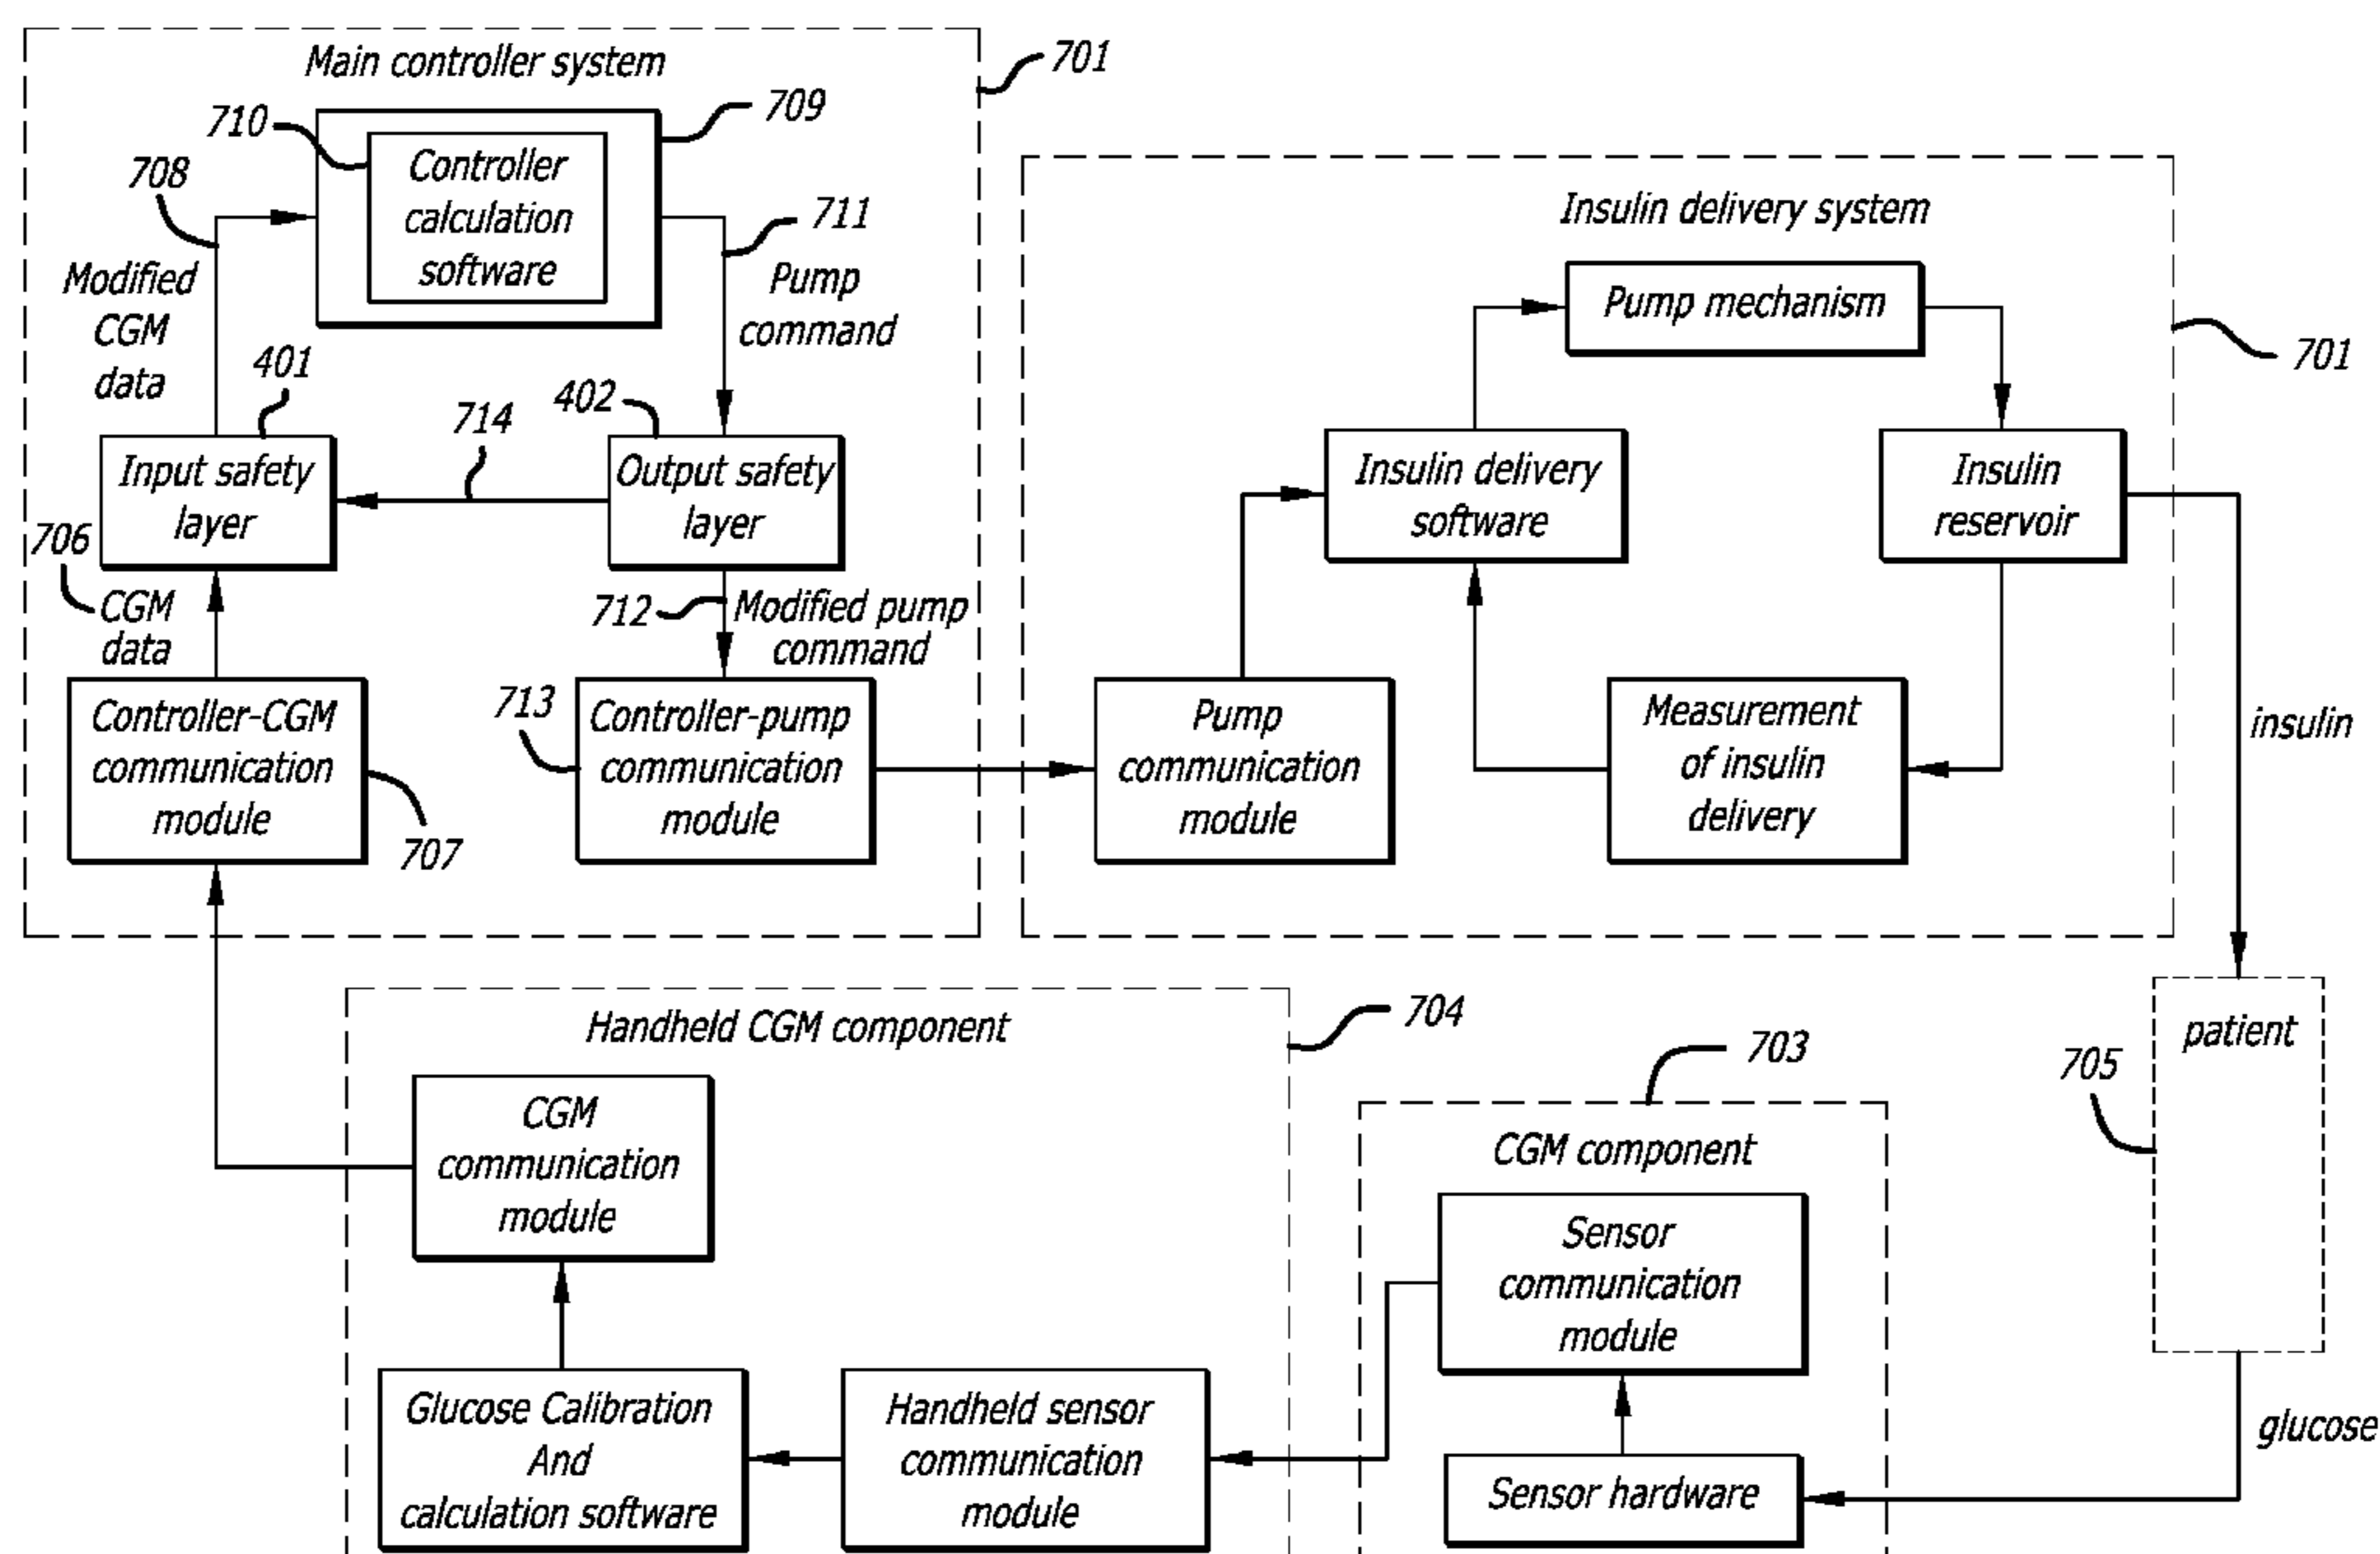 Main controller system
701
709
710
Controller
calculation
software
708
711
Modified
CGM
data
Pump
command
401
402
714
Input safety
layer
Output safety
layer
706
CGM
data
712
Modified pump
command
Controller-CGM
communication
module
707
713
Controller-pump
communication
module
Insulin delivery system
701
Pump mechanism
Insulin delivery
software
Insulin
reservoir
Pump
communication
module
Measurement
of insulin
delivery
insulin
Handheld CGM component
704
CGM
communication
module
Glucose Calibration
And
calculation software
Handheld sensor
communication
module
703
CGM component
Sensor
communication
module
Sensor hardware
patient
705
glucose